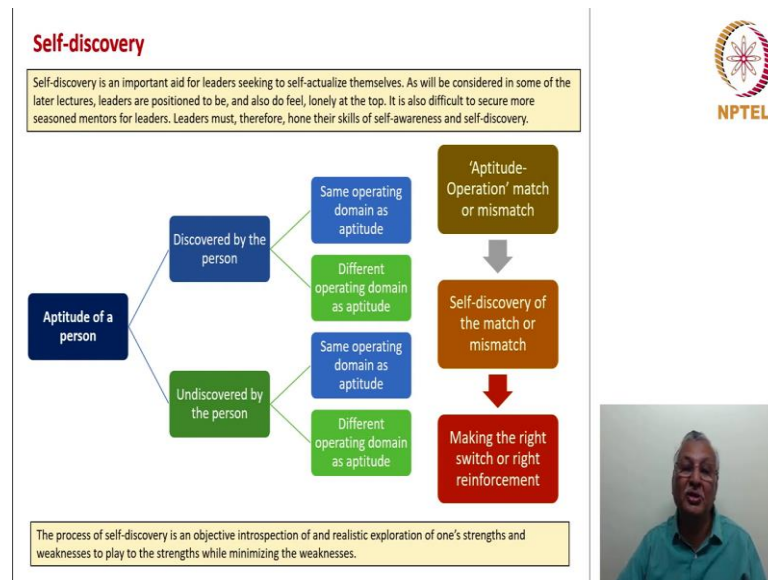 Self-discovery
Self-discovery is an important aid for leaders seeking to self-actualize themselves. As will be considered in some of the
later lectures, leaders are positioned to be, and also do feel, lonely at the top. It is also difficult to secure more
seasoned mentors for leaders. Leaders must, therefore, hone their skills of self-awareness and self-discovery.
NPTEL
Aptitude of a
person
Discovered by the
person
Undiscovered by
the person
Same operating
domain as
aptitude
Different
operating domain
as aptitude
Same operating
domain as
aptitude
Different
operating domain
as aptitude
‘Aptitude-
Operation’ match
or mismatch
Self-discovery of
the match or
mismatch
Making the right
switch or right
reinforcement
The process of self-discovery is an objective introspection of and realistic exploration of one’s strengths and
weaknesses to play to the strengths while minimizing the weaknesses.